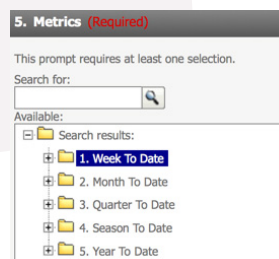 5. Metrics (Required)
This prompt requires at least one selection.
Search for:
Available:
Search results:
1. Week To Date
2. Month To Date
3. Quarter To Date
4. Season To Date
5. Year To Date